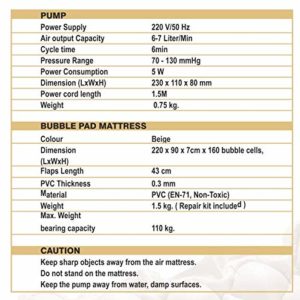 PUMP
Power Supply 220 V/50 Hz
Air output Capacity 6-7 Liter/Min
Cycle time 6min
Pressure Range 70 - 130 mmHg
Power Consumption 5 W
Dimension (LxWxH) 230 x 110 x 80 mm
Power cord length 1.5M
Weight 0.75 kg.
BUBBLE PAD MATTRESS
Colour Beige
Dimension 220 x 90 x 7cm x 160 bubble cells,
(LxWxH)
Flaps Length 43 cm
PVC Thickness 0.3 mm
Material PVC (EN-71, Non-Toxic)
Weight 1.5 kg. ( Repair kit included)
Max. Weight
bearing capacity 110 kg.
CAUTION
Keep sharp objects away from the air mattress.
Do not stand on the mattress.
Keep the pump away from water, damp surfaces.